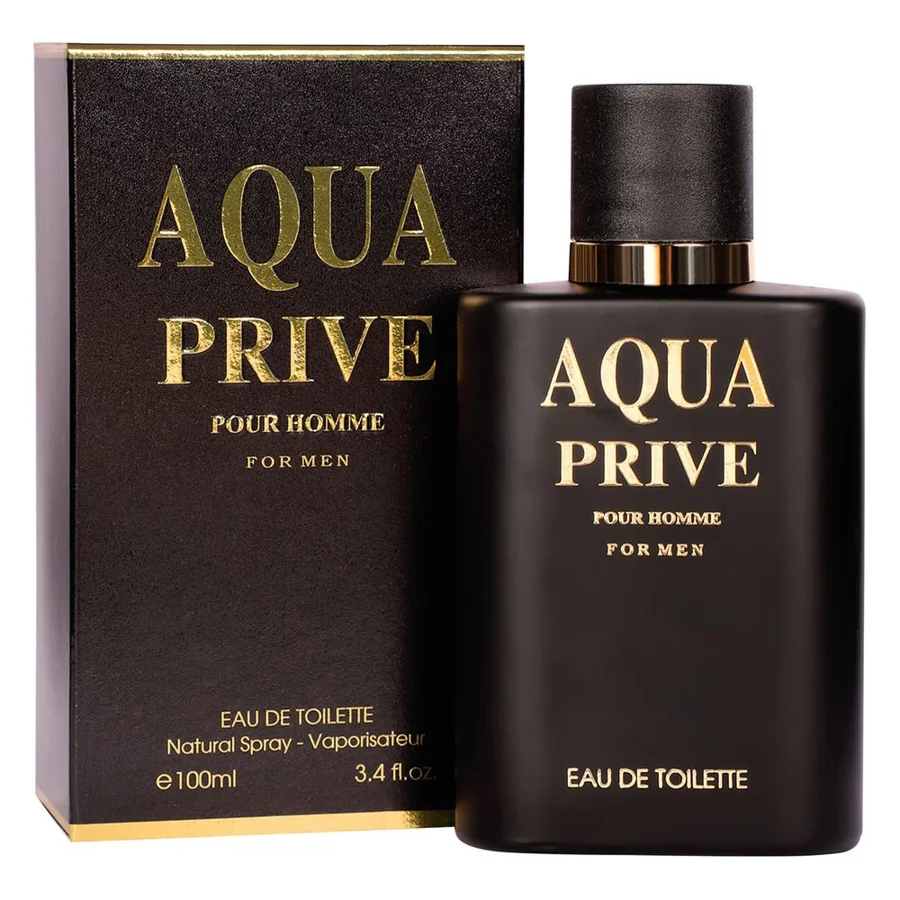 AQUA
PRIVE
POUR HOMME
FOR MEN
EAU DE TOILETTE
Natural Spray - Vaporisateur
e100ml 3.4 fl.oz.
AQUA
PRIVE
POUR HOMME
FOR MEN
EAU DE TOILETTE